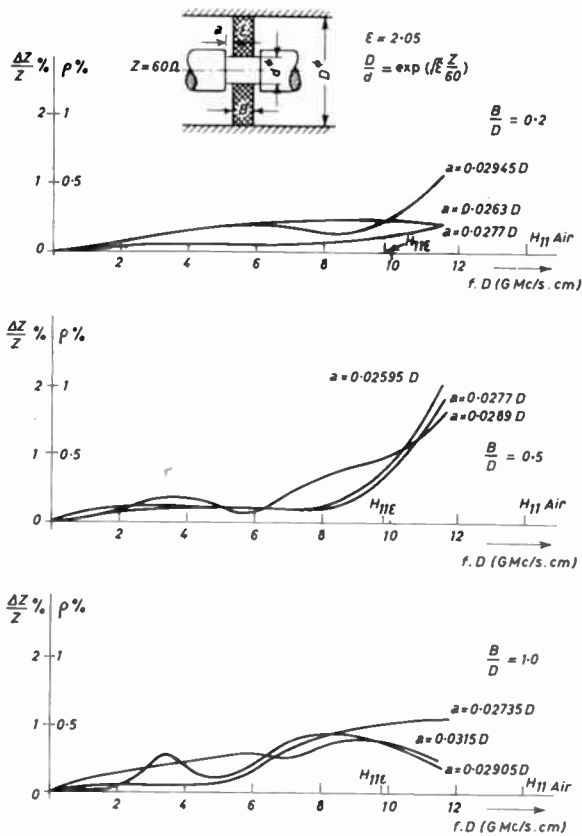 a ε
Z=60Ω
d⌀
D⌀
B
ε = 2·05
D/d = exp (√ε Z/60)
ΔZ/Z % ρ%
B/D = 0·2
2 1
1 0·5
0
a=0·02945 D
a=0·0263 D
a=0·0277 D
H11ε
H11 Air
2 4 6 8 10 12
f.D (GMc/s.cm)
ΔZ/Z % ρ%
2 1
1 0·5
0
a=0·02595 D
a=0·0277 D
a=0·0289 D
B/D = 0·5
H11ε
H11 Air
2 4 6 8 10 12
f.D (GMc/s.cm)
ΔZ/Z % ρ%
2 1
1 0·5
0
B/D = 1·0
a=0·02735 D
a=0·0315 D
a=0·02905 D
H11ε
H11 Air
2 4 6 8 10 12
f.D (GMc/s.cm)